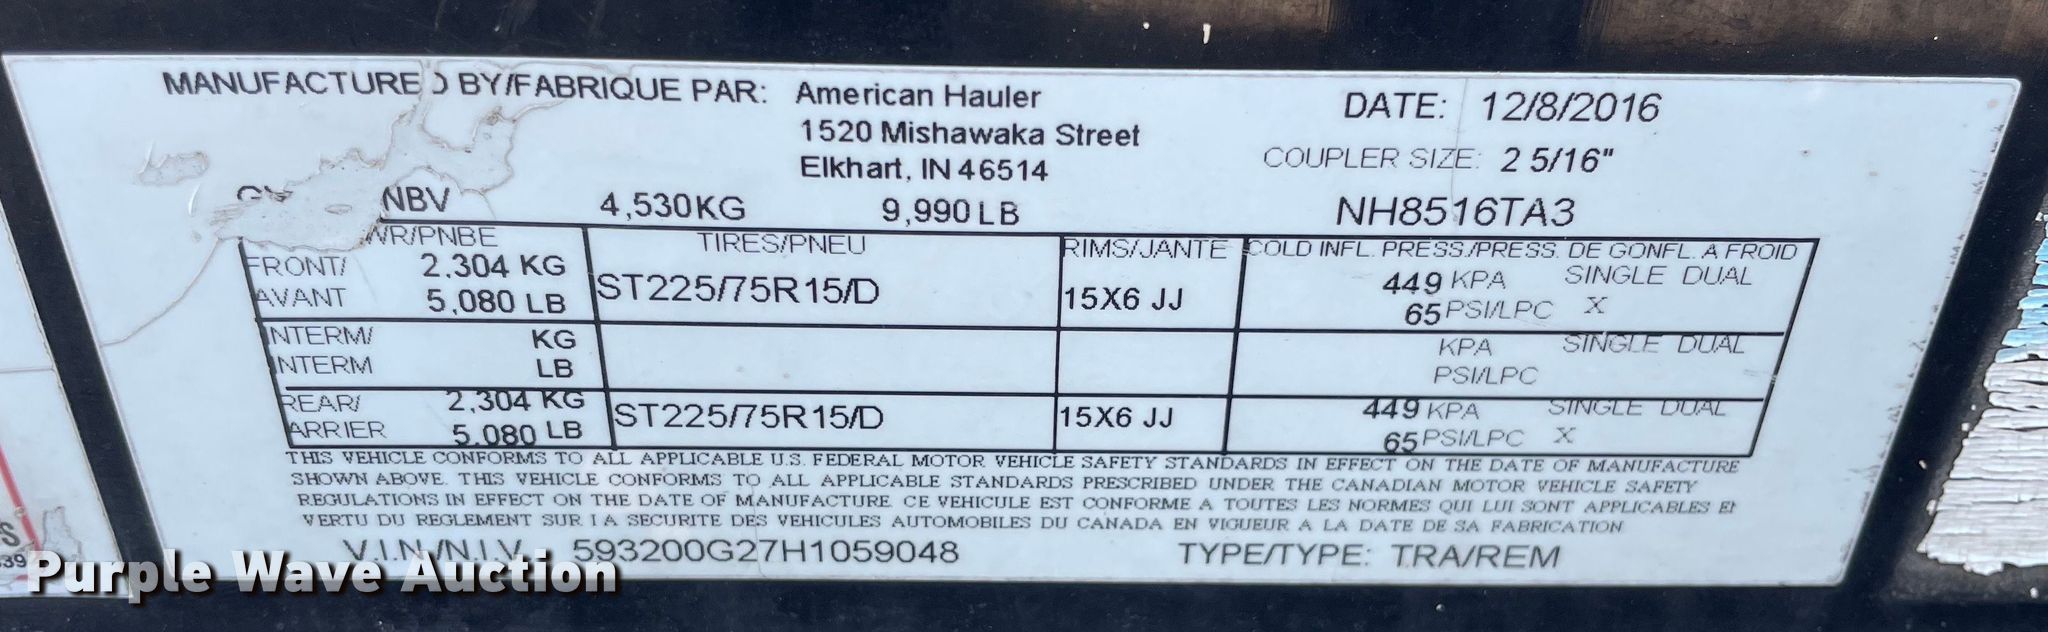 MANUFACTURED BY/FABRIQUE PAR: American Hauler DATE: 12/8/2016
1520 Mishawaka Street
Elkhart, IN 46514 COUPLER SIZE: 2 5/16"
NBV 4,530KG 9,990 LB NH8516TA3
WR/PNBE TIRES/PNEU RIMS/JANTE COLD INFL. PRESS./PRESS. DE GONFL. A FROID
FRONT/ 2,304 KG 449 KPA SINGLE DUAL
AVANT 5,080 LB ST225/75R15/D 15X6 JJ 65 PSI/LPC X
INTERM/ KG KPA SINGLE DUAL
INTERM LB PSI/LPC
REAR/ 2,304 KG 449 KPA SINGLE DUAL
ARRIER 5,080 LB ST225/75R15/D 15X6 JJ 65 PSI/LPC X
THIS VEHICLE CONFORMS TO ALL APPLICABLE U.S. FEDERAL MOTOR VEHICLE SAFETY STANDARDS IN EFFECT ON THE DATE OF MANUFACTURE
SHOWN ABOVE. THIS VEHICLE CONFORMS TO ALL APPLICABLE STANDARDS PRESCRIBED UNDER THE CANADIAN MOTOR VEHICLE SAFETY
REGULATIONS IN EFFECT ON THE DATE OF MANUFACTURE. CE VEHICULE EST CONFORME A TOUTES LES NORMES QUI LUI SONT APPLICABLES EN
VERTU DU REGLEMENT SUR LA SECURITE DES VEHICULES AUTOMOBILES DU CANADA EN VIGUEUR A LA DATE DE SA FABRICATION
V.I.N./N.I.V. 593200G27H1059048 TYPE/TYPE: TRA/REM
S
39
Purple Wave Auction